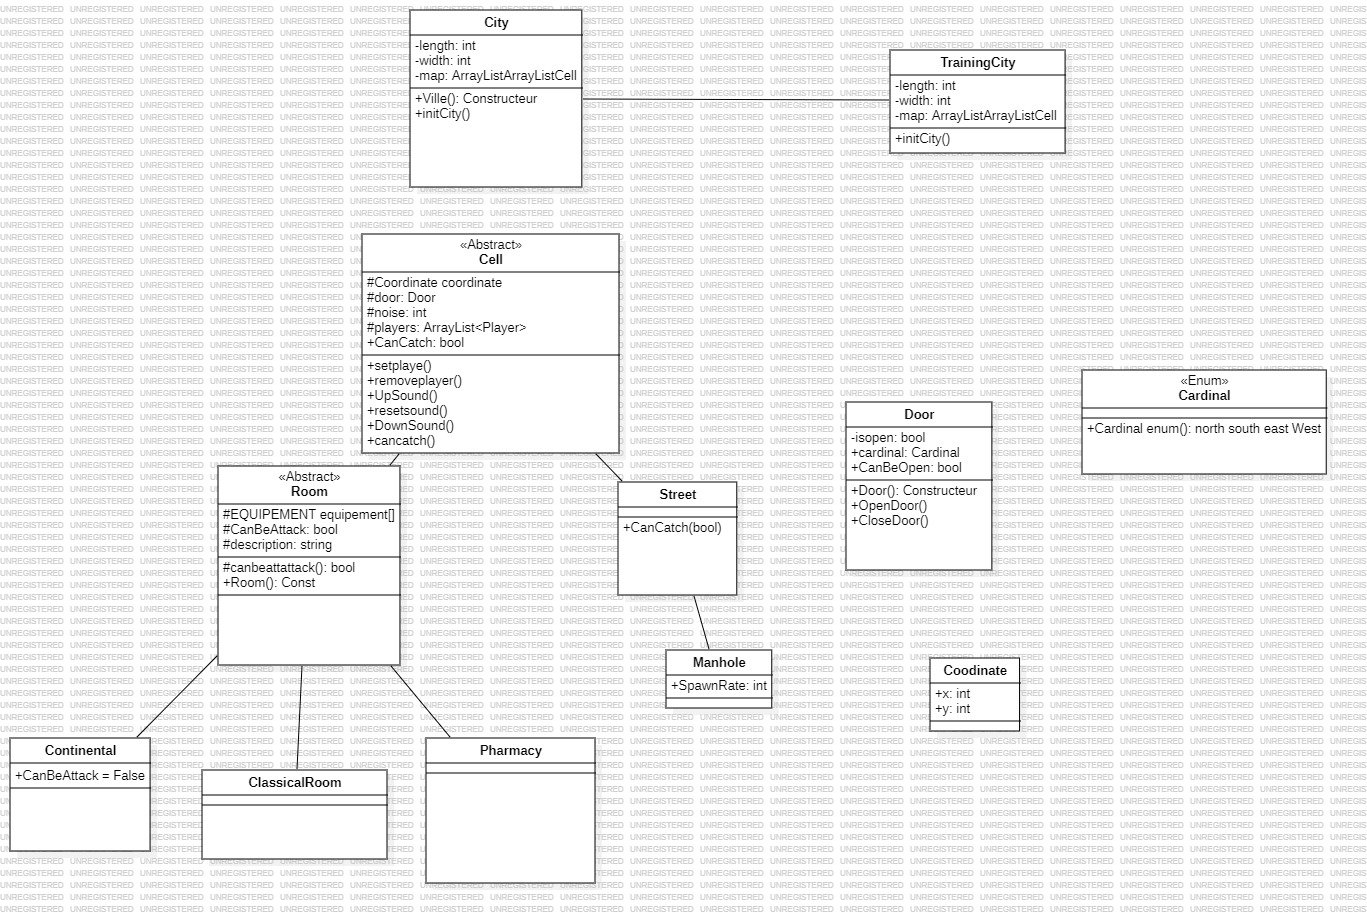 City
-length: int
-width: int
-map: ArrayListArrayListCell
+Ville(): Constructeur
+initCity()
TrainingCity
-length: int
-width: int
-map: ArrayListArrayListCell
+initCity()
«Abstract»
Cell
#Coordinate coordinate
#door: Door
#noise: int
#players: ArrayList<Player>
+CanCatch: bool
+setplaye()
+removeplayer()
+UpSound()
+resetsound()
+DownSound()
+cancatch()
«Enum»
Cardinal
+Cardinal enum(): north south east West
Door
-isopen: bool
+cardinal: Cardinal
+CanBeOpen: bool
+Door(): Constructeur
+OpenDoor()
+CloseDoor()
«Abstract»
Room
#EQUIPEMENT equipement[]
#CanBeAttack: bool
#description: string
#canbeattattack(): bool
+Room(): Const
Street
+CanCatch(bool)
Manhole
+SpawnRate: int
Coodinate
+x: int
+y: int
Continental
+CanBeAttack = False
ClassicalRoom
Pharmacy
UNREGISTERED